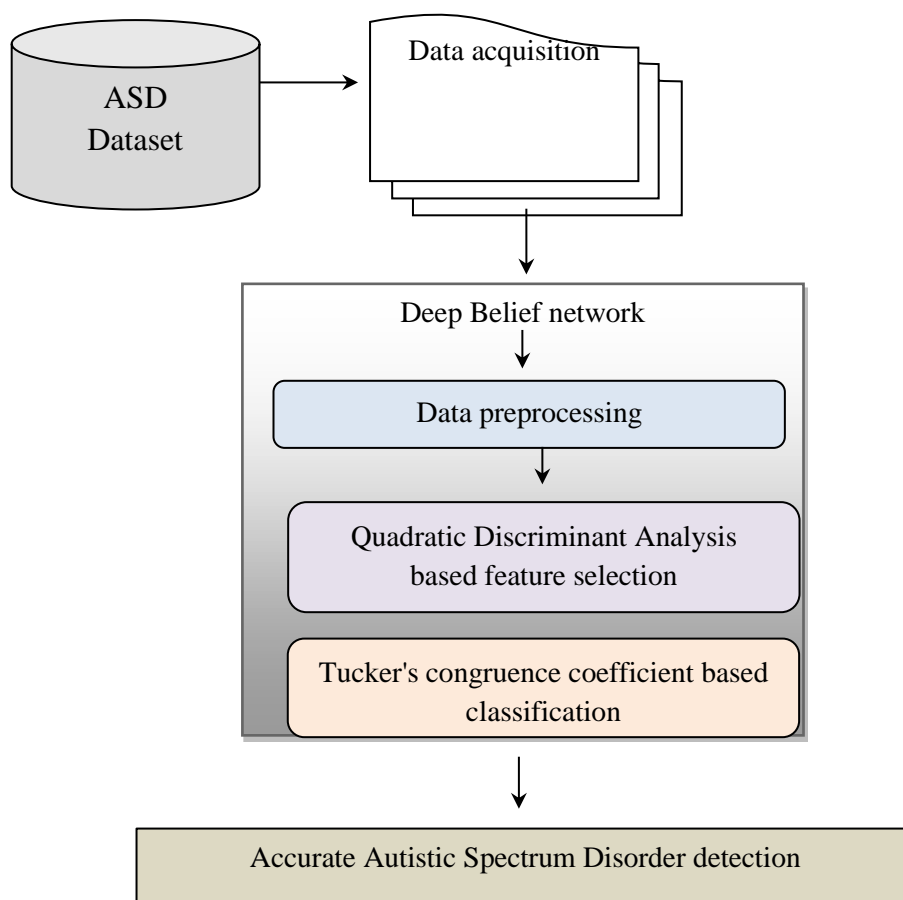 ASD
Dataset
Data acquisition
Deep Belief network
Data preprocessing
Quadratic Discriminant Analysis
based feature selection
Tucker's congruence coefficient based
classification
Accurate Autistic Spectrum Disorder detection